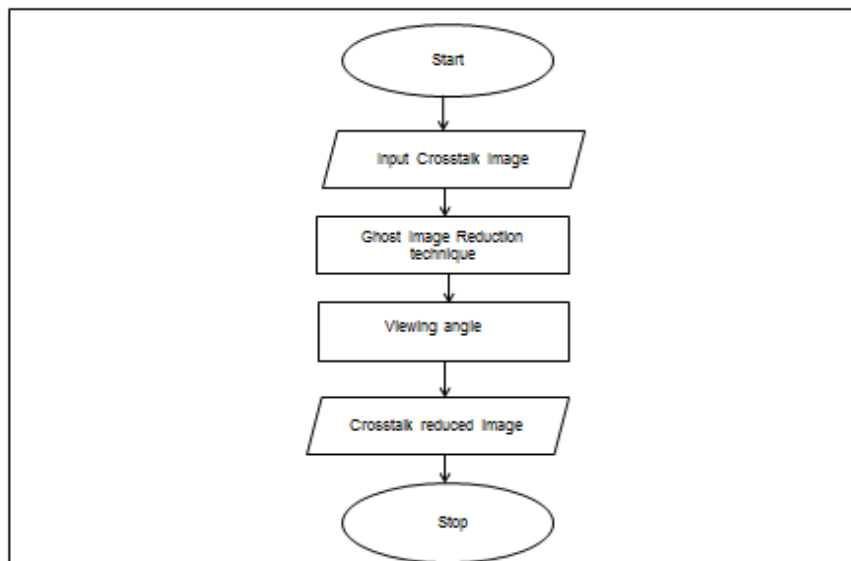 Start
Input Crosstalk Image
Ghost Image Reduction
technique
Viewing angle
Crosstalk reduced Image
Stop